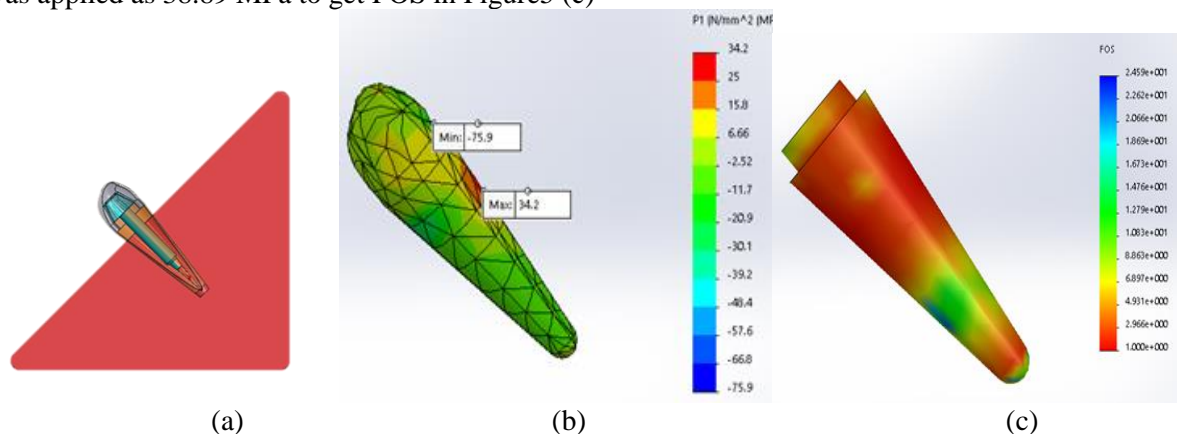 as applied as 38.89 MPa to get FOS in Figure3 (c)
P1 (N/mm^2 (MP
34.2
25
15.8
6.66
-2.52
-11.7
-20.9
-30.1
-39.2
-48.4
-57.6
-66.8
-75.9
Min: -75.9
Max: 34.2
FOS
2.459e+001
2.262e+001
2.066e+001
1.869e+001
1.673e+001
1.476e+001
1.279e+001
1.083e+001
8.863e+000
6.897e+000
4.931e+000
2.966e+000
1.000e+000
(a)
(b)
(c)